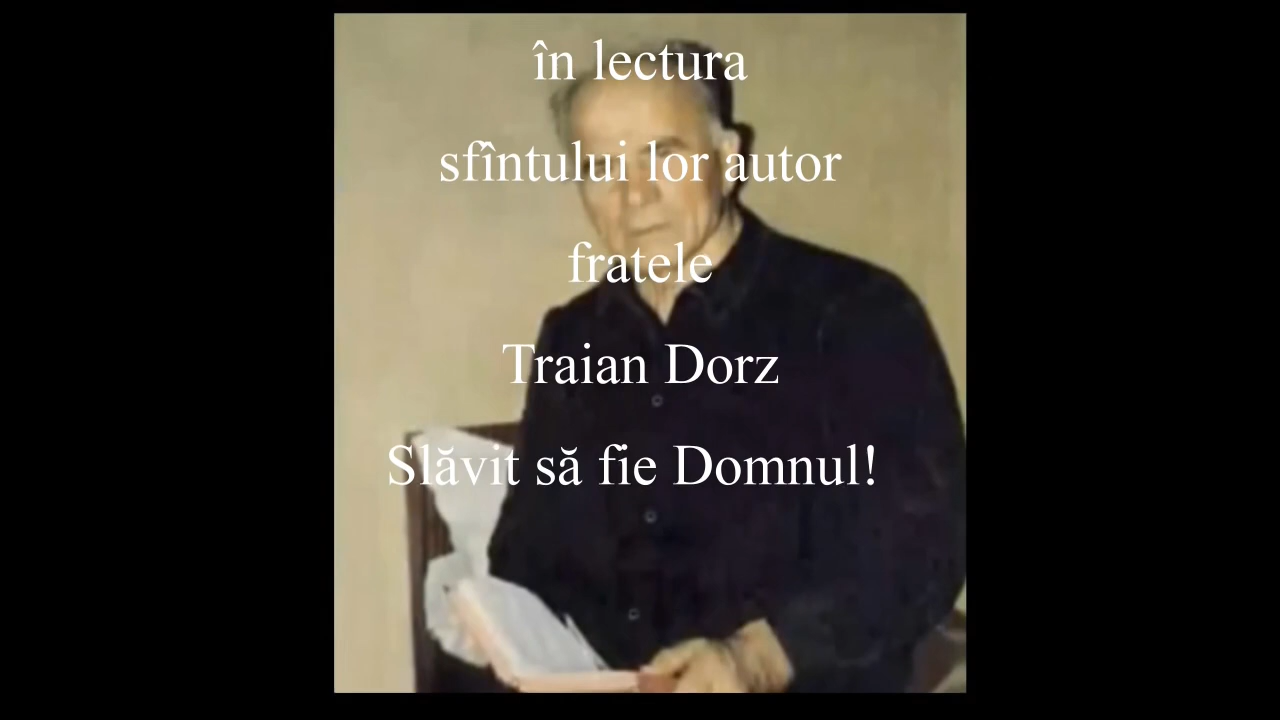 în lectura
sfîntului lor autor
fratele
Traian Dorz
Slăvit să fie Domnul!